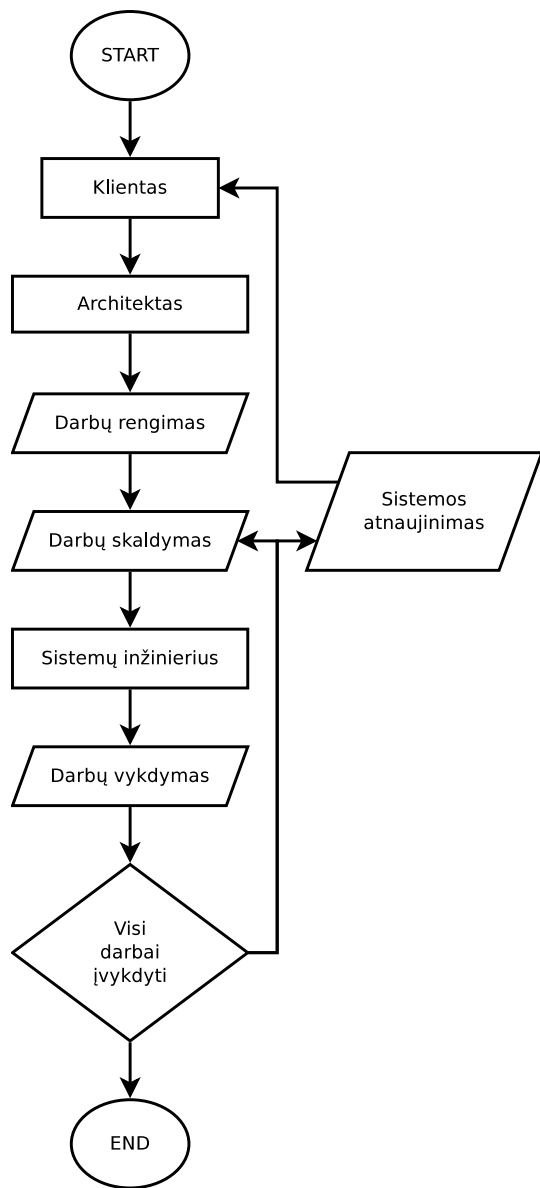 START
Klientas
Architektas
Darbų rengimas
Sistemos
atnaujinimas
Darbų skaldymas
Sistemų inžinierius
Darbų vykdymas
Visi
darbai
įvykdyti
END